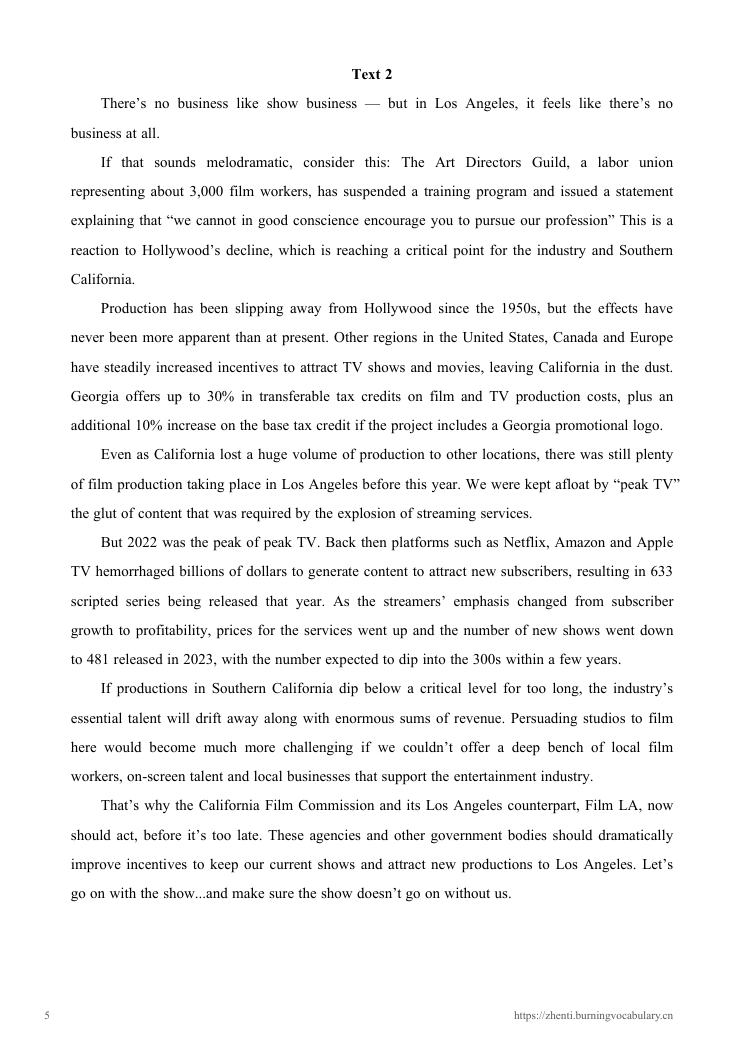 Text 2
There’s no business like show business — but in Los Angeles, it feels like there’s no
business at all.
If that sounds melodramatic, consider this: The Art Directors Guild, a labor union
representing about 3,000 film workers, has suspended a training program and issued a statement
explaining that “we cannot in good conscience encourage you to pursue our profession” This is a
reaction to Hollywood’s decline, which is reaching a critical point for the industry and Southern
California.
Production has been slipping away from Hollywood since the 1950s, but the effects have
never been more apparent than at present. Other regions in the United States, Canada and Europe
have steadily increased incentives to attract TV shows and movies, leaving California in the dust.
Georgia offers up to 30% in transferable tax credits on film and TV production costs, plus an
additional 10% increase on the base tax credit if the project includes a Georgia promotional logo.
Even as California lost a huge volume of production to other locations, there was still plenty
of film production taking place in Los Angeles before this year. We were kept afloat by “peak TV”
the glut of content that was required by the explosion of streaming services.
But 2022 was the peak of peak TV. Back then platforms such as Netflix, Amazon and Apple
TV hemorrhaged billions of dollars to generate content to attract new subscribers, resulting in 633
scripted series being released that year. As the streamers’ emphasis changed from subscriber
growth to profitability, prices for the services went up and the number of new shows went down
to 481 released in 2023, with the number expected to dip into the 300s within a few years.
If productions in Southern California dip below a critical level for too long, the industry’s
essential talent will drift away along with enormous sums of revenue. Persuading studios to film
here would become much more challenging if we couldn’t offer a deep bench of local film
workers, on-screen talent and local businesses that support the entertainment industry.
That’s why the California Film Commission and its Los Angeles counterpart, Film LA, now
should act, before it’s too late. These agencies and other government bodies should dramatically
improve incentives to keep our current shows and attract new productions to Los Angeles. Let’s
go on with the show...and make sure the show doesn’t go on without us.
5
https://zhenti.burningvocabulary.cn